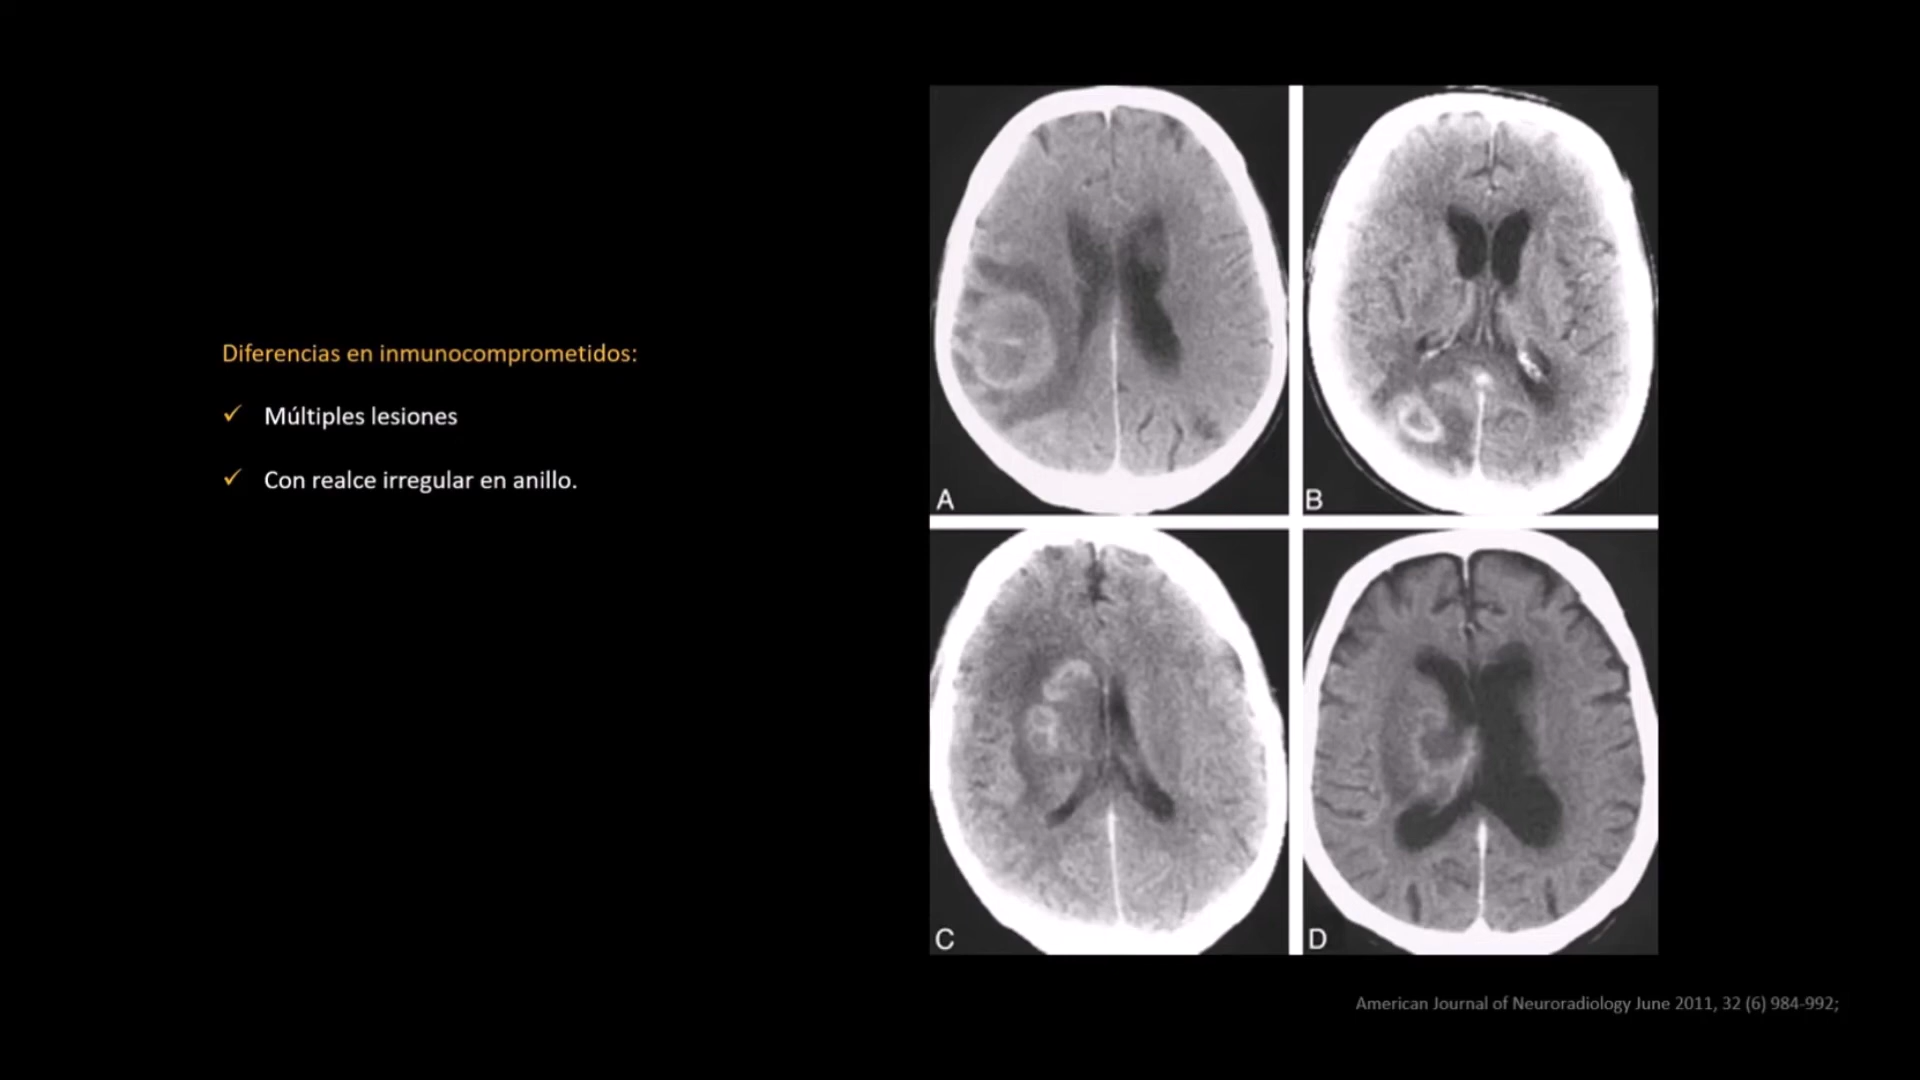 Diferencias en inmunocomprometidos:
✓ Múltiples lesiones
✓ Con realce irregular en anillo.
A
B
C
D
American Journal of Neuroradiology June 2011, 32 (6) 984-992;